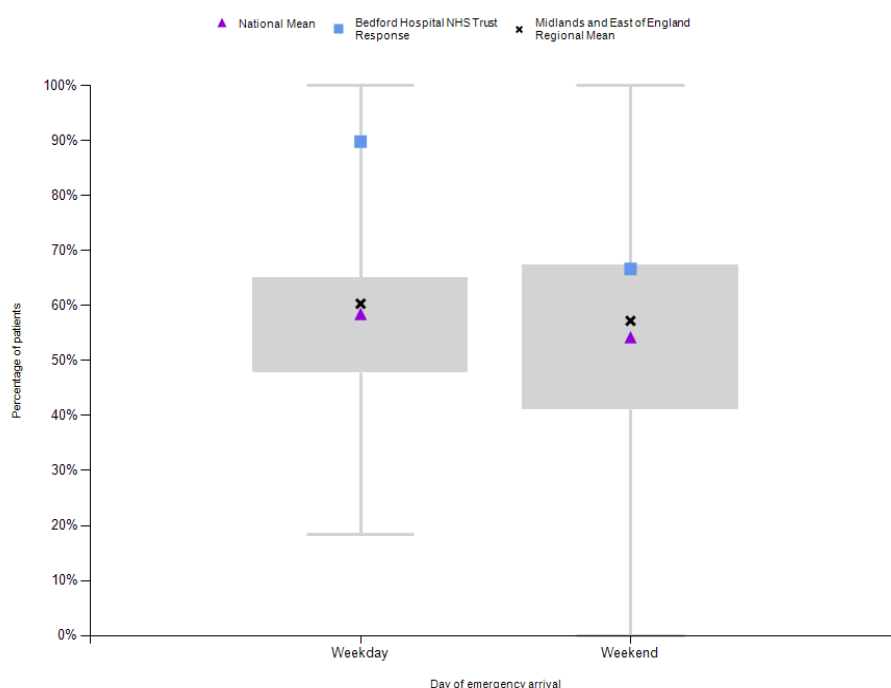 National Mean
Bedford Hospital NHS Trust
Response
Midlands and East of England
Regional Mean
100%
90%
80%
70%
60%
50%
40%
30%
20%
10%
0%
Percentage of patients
Weekday
Weekend
Day of emergency arrival